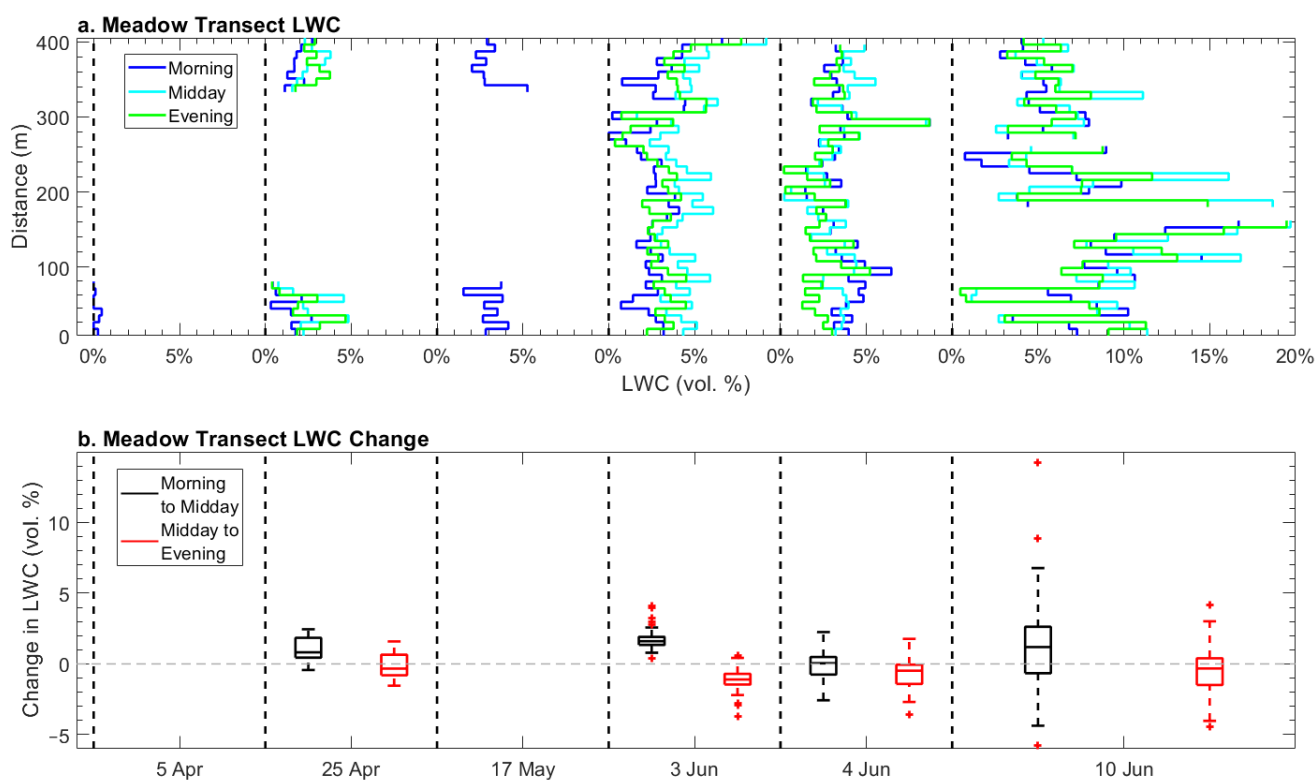 a. Meadow Transect LWC
400
300
200
100
0
Distance (m)
Morning
Midday
Evening
0% 5% 0% 5% 0% 5% 0% 5% 0% 5% 0% 5% 10% 15% 20%
LWC (vol. %)
b. Meadow Transect LWC Change
10
5
0
−5
Change in LWC (vol. %)
Morning
to Midday
Midday to
Evening
5 Apr 25 Apr 17 May 3 Jun 4 Jun 10 Jun